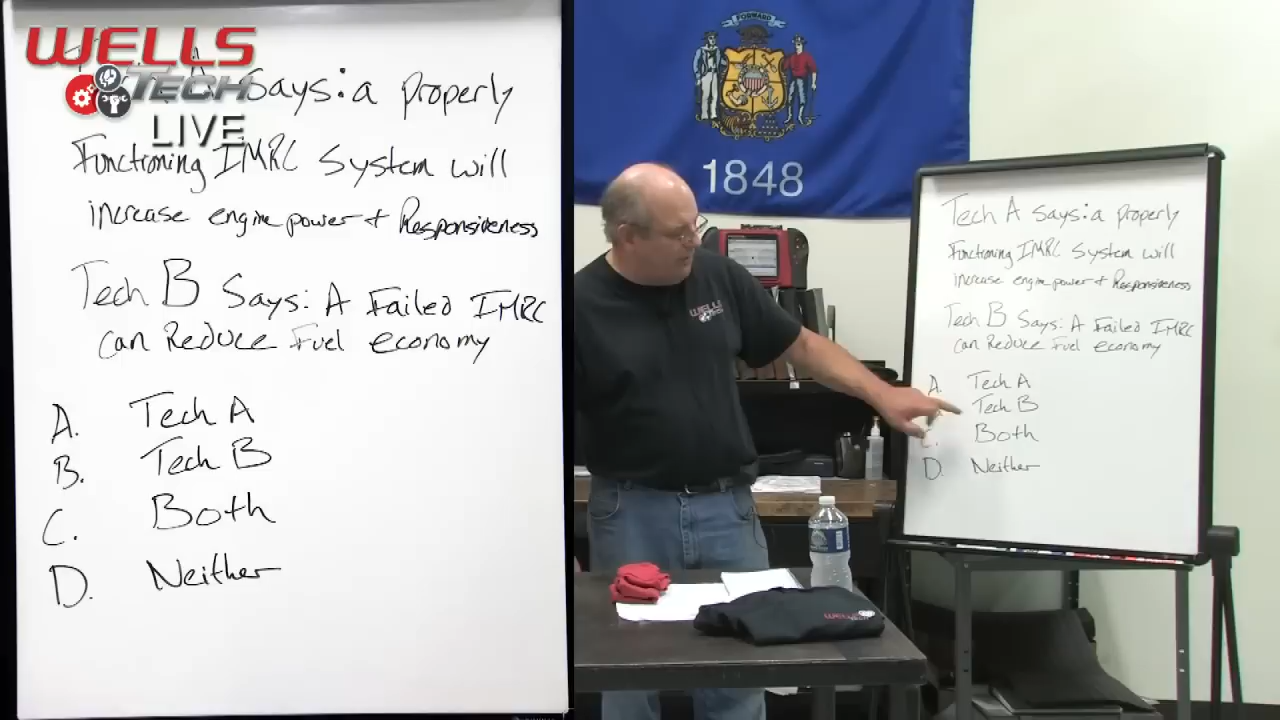 WELLS
TECH
LIVE
A says: a properly
Functioning IMRC System will
increase engine power + Responsiveness
Tech B Says: A Failed IMRC
can Reduce Fuel economy
A. Tech A
B. Tech B
C. Both
D. Neither
FORWARD
1848
WELLS
Tech A says: a properly
Functioning IMRC System will
increase engine power + Responsiveness
Tech B Says: A Failed IMRC
can Reduce Fuel economy
A. Tech A
Tech B
C. Both
D. Neither
WELLS